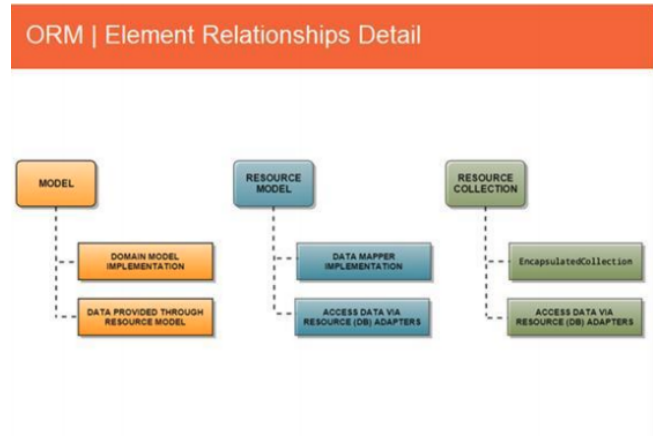 ORM | Element Relationships Detail
MODEL
DOMAIN MODEL
IMPLEMENTATION
DATA PROVIDED THROUGH
RESOURCE MODEL
RESOURCE
MODEL
DATA MAPPER
IMPLEMENTATION
ACCESS DATA VIA
RESOURCE (DB) ADAPTERS
RESOURCE
COLLECTION
EncapsulatedCollection
ACCESS DATA VIA
RESOURCE (DB) ADAPTERS